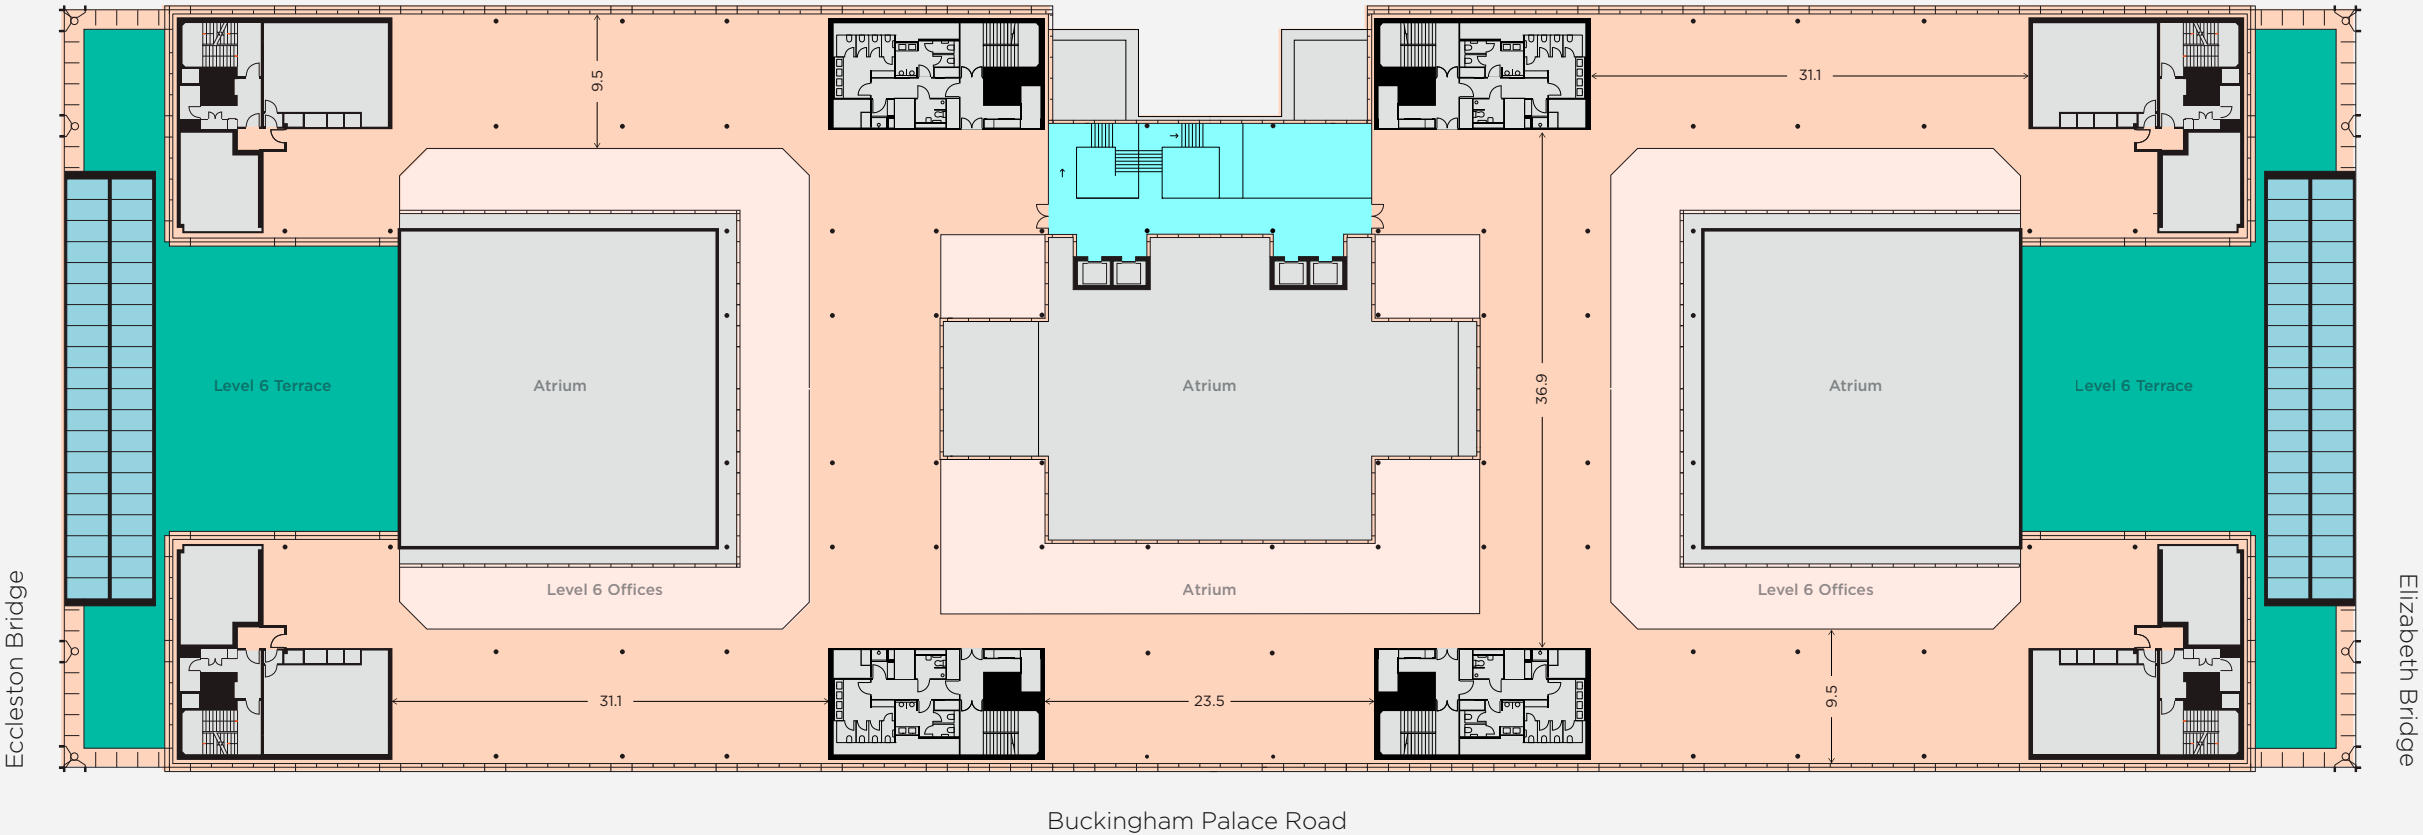 9.5
31.1
Level 6 Terrace
Atrium
Atrium
36.9
Atrium
Level 6 Terrace
Level 6 Offices
Atrium
Level 6 Offices
Eccleston Bridge
Elizabeth Bridge
31.1
23.5
9.5
Buckingham Palace Road